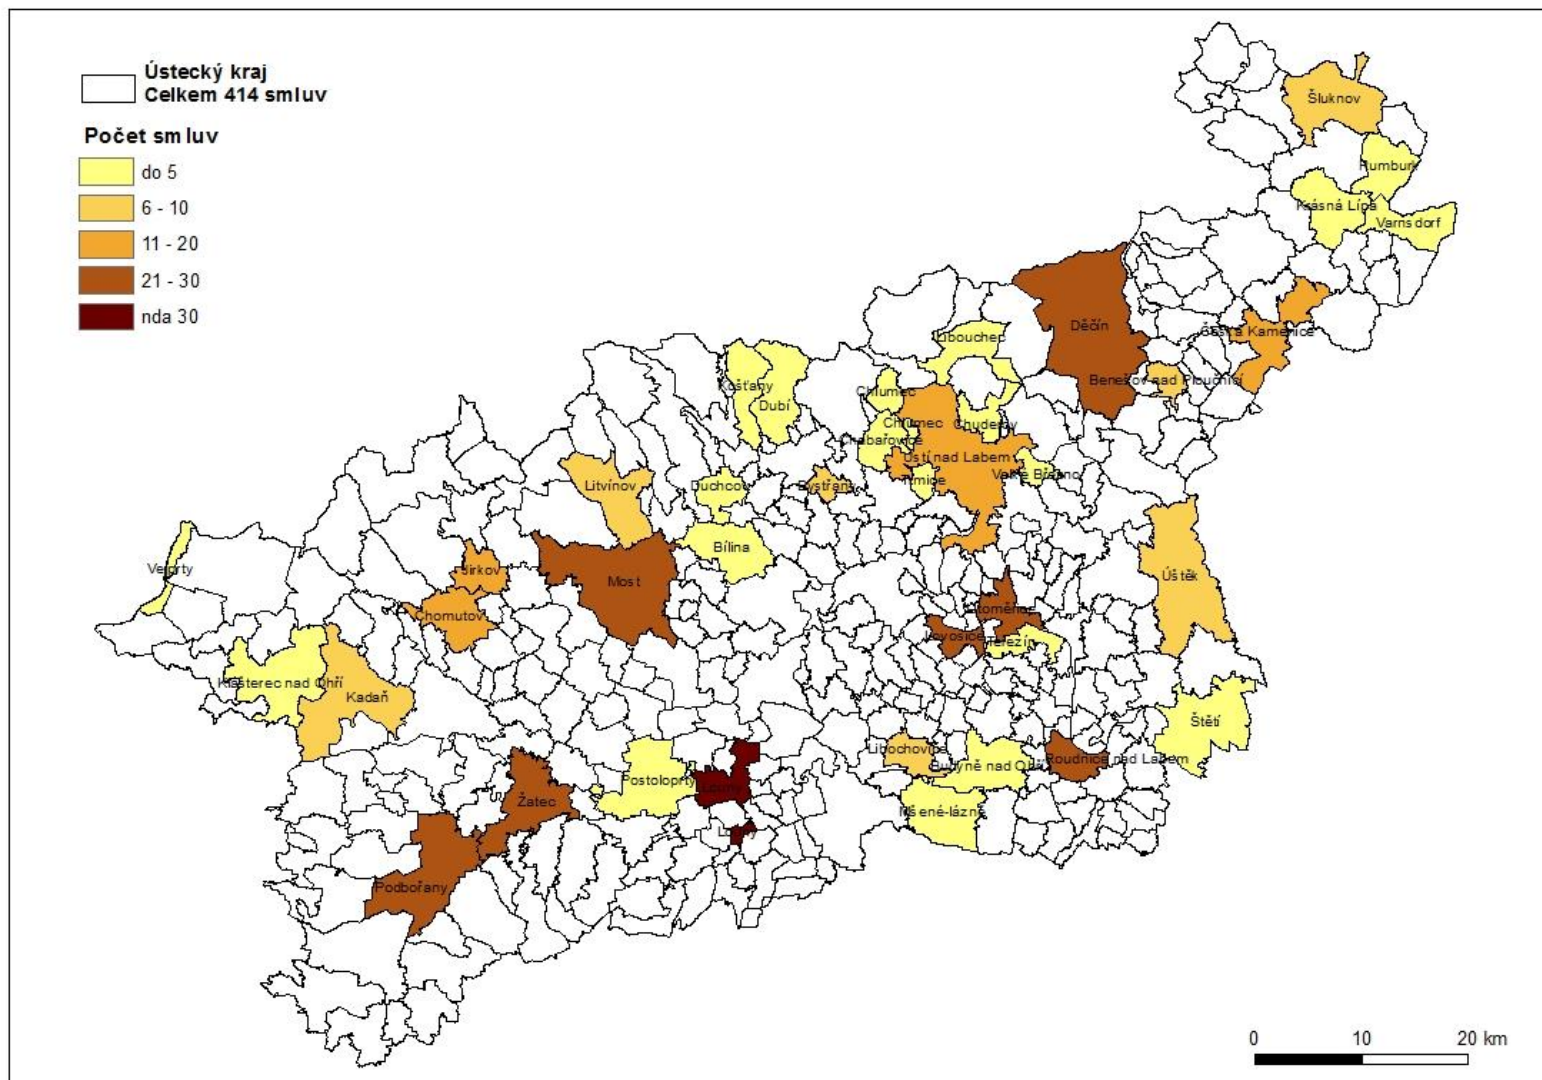 Ústecký kraj
Celkem 414 smluv
Počet smluv
do 5
6 - 10
11 - 20
21 - 30
nda 30
Šluknov
Rumburk
Krásná Lípa
Varnsdorf
Děčín
Česká Kamenice
Libouchec
Benešov nad Ploučnicí
Košťany
Dubí
Chlumec
Chlumec
Chuderov
Chabařovice
Ústí nad Labem
Velké Březno
Trmice
Bystřany
Duchcov
Litvínov
Bílina
Most
Jirkov
Chomutov
Vejprty
Úštěk
Litoměřice
Lovosice
Terezín
Klášterec nad Ohří
Kadaň
Štětí
Libochovice
Budyně nad Ohří
Roudnice nad Labem
Postoloprty
Louny
Žatec
Mšené-lázně
Louny
Podbořany
0 10 20 km